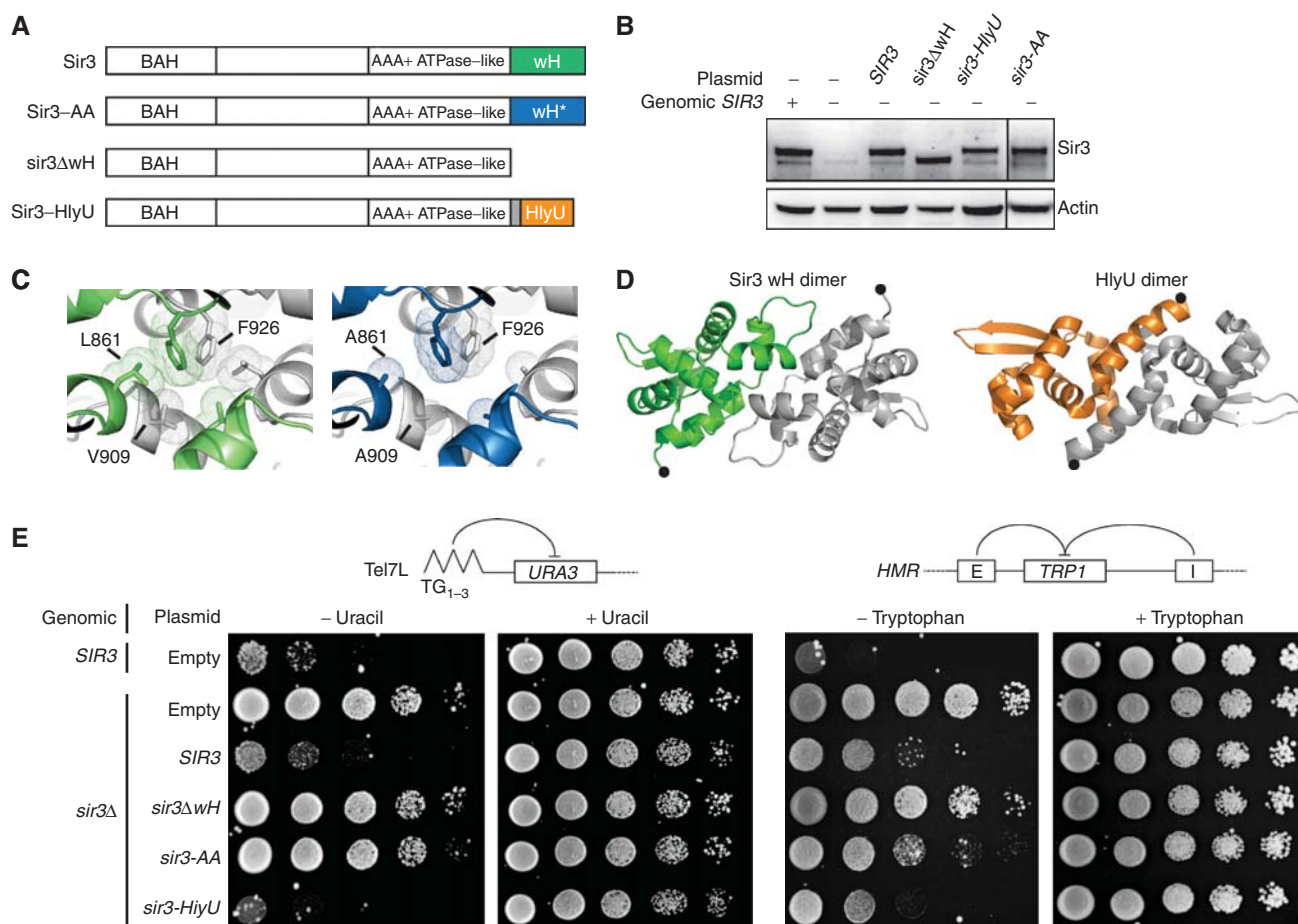 A
Sir3 BAH AAA+ ATPase–like wH
Sir3–AA BAH AAA+ ATPase–like wH*
sir3ΔwH BAH AAA+ ATPase–like
Sir3–HlyU BAH AAA+ ATPase–like HlyU
B
SIR3 sir3ΔwH sir3-HlyU sir3-AA
Plasmid – –
Genomic SIR3 + – – – – –
Sir3
Actin
C
L861 F926
V909
A861 F926
A909
D
Sir3 wH dimer HlyU dimer
E
Tel7L TG1–3 URA3
HMR E TRP1 I
Genomic Plasmid – Uracil + Uracil – Tryptophan + Tryptophan
SIR3 Empty
Empty
SIR3
sir3Δ sir3ΔwH
sir3-AA
sir3-HiyU